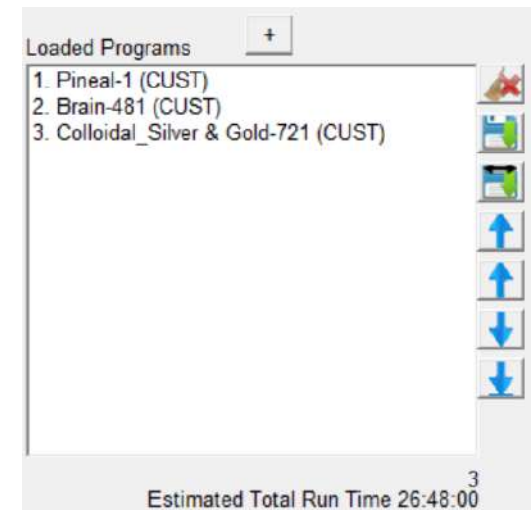 +
Loaded Programs
1. Pineal-1 (CUST)
2. Brain-481 (CUST)
3. Colloidal_Silver & Gold-721 (CUST)
3
Estimated Total Run Time 26:48:00